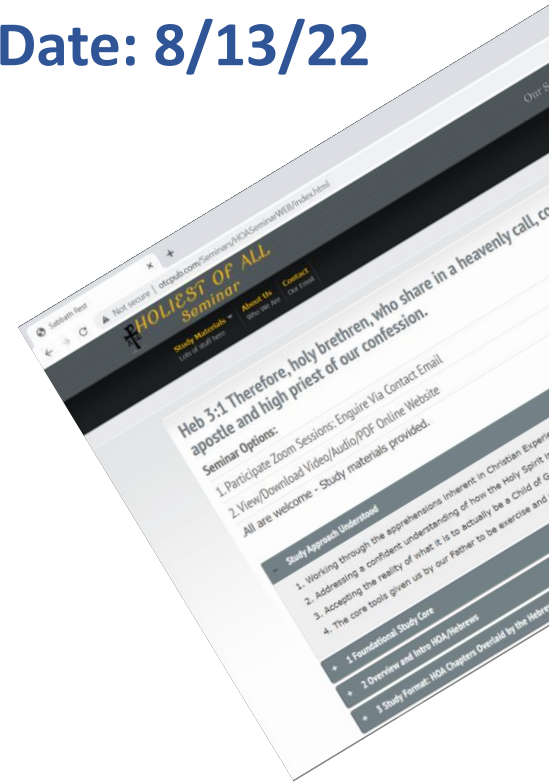 Date: 8/13/22
Our S
Sabbath Rest
Not secure | otcpub.com/Seminars/HOASeminarWEB/index.html
HOLIEST OF ALL
Seminar
Study Materials
Lots of stuff here
About Us
Who We Are
Contact
Our Email
Heb 3:1 Therefore, holy brethren, who share in a heavenly call, co
apostle and high priest of our confession.
Seminar Options:
1. Participate Zoom Sessions: Enquire Via Contact Email
2. View/Download Video/Audio/PDF Online Website
All are welcome - Study materials provided.
- Study Approach Understood
1. Working through the apprehensions inherent in Christian Experie
2. Addressing a confident understanding of how the Holy Spirit i
3. Accepting the reality of what it is to actually be a Child of G
4. The core tools given us by our Father to be exercise and
+ 1 Foundational Study Core
+ 2 Overview and Intro HOA/Hebrews
+ 3 Study Format: HOA Chapters Overlaid by the Hebre